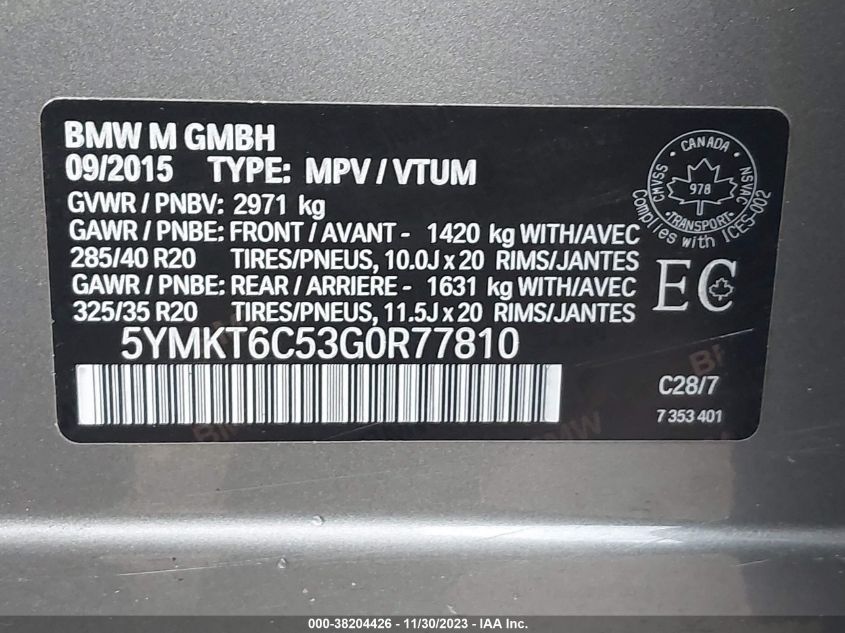 BMW M GMBH
09/2015 TYPE: MPV / VTUM
GVWR / PNBV: 2971 kg
GAWR / PNBE: FRONT / AVANT - 1420 kg WITH/AVEC
285/40 R20 TIRES/PNEUS, 10.0J x 20 RIMS/JANTES
GAWR / PNBE: REAR / ARRIERE - 1631 kg WITH/AVEC
325/35 R20 TIRES/PNEUS, 11.5J x 20 RIMS/JANTES
5YMKT6C53G0R77810
CANADA
CMVSS NSVAC
978
TRANSPORT
Complies with ICES-002
EC
C28/7
7 353 401
BMW
000-38204426 - 11/30/2023 - IAA Inc.